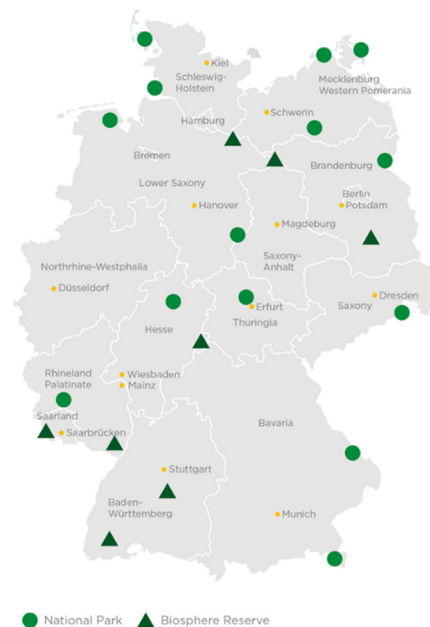 Kiel
Schleswig-
Holstein
Mecklenburg
Western Pomerania
Schwerin
Hamburg
Bremen
Brandenburg
Lower Saxony
Berlin
Potsdam
Hanover
Magdeburg
Saxony-
Anhalt
Northrhine-Westphalia
Düsseldorf
Dresden
Saxony
Erfurt
Thuringia
Hesse
Rhineland
Palatinate
Wiesbaden
Mainz
Saarland
Saarbrücken
Bavaria
Stuttgart
Baden-
Württemberg
Munich
National Park
Biosphere Reserve